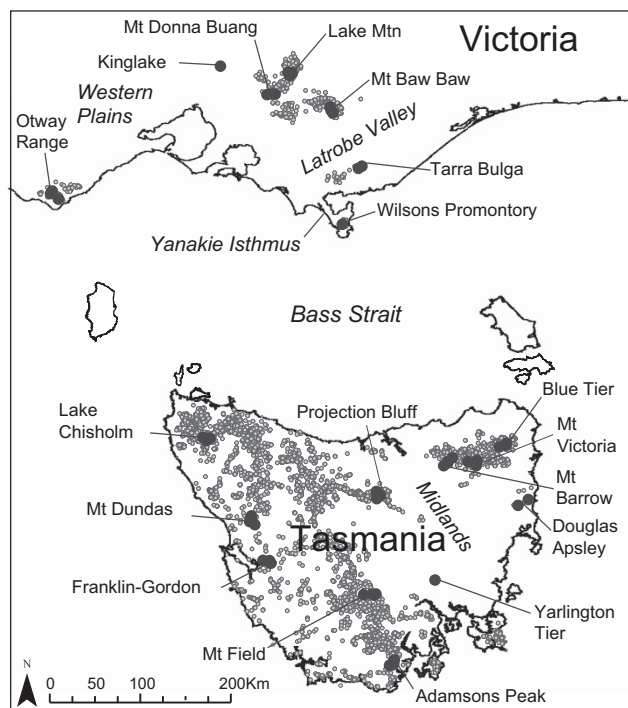 Mt Donna Buang
Lake Mtn
Victoria
Kinglake
Mt Baw Baw
Western
Plains
Otway
Range
Latrobe Valley
Tarra Bulga
Wilsons Promontory
Yanakie Isthmus
Bass Strait
Blue Tier
Lake
Chisholm
Projection Bluff
Mt
Victoria
Mt
Barrow
Midlands
Mt Dundas
Douglas
Apsley
Tasmania
Franklin-Gordon
Yarlington
Tier
Mt Field
Adamsons Peak
N
0 50 100 200Km